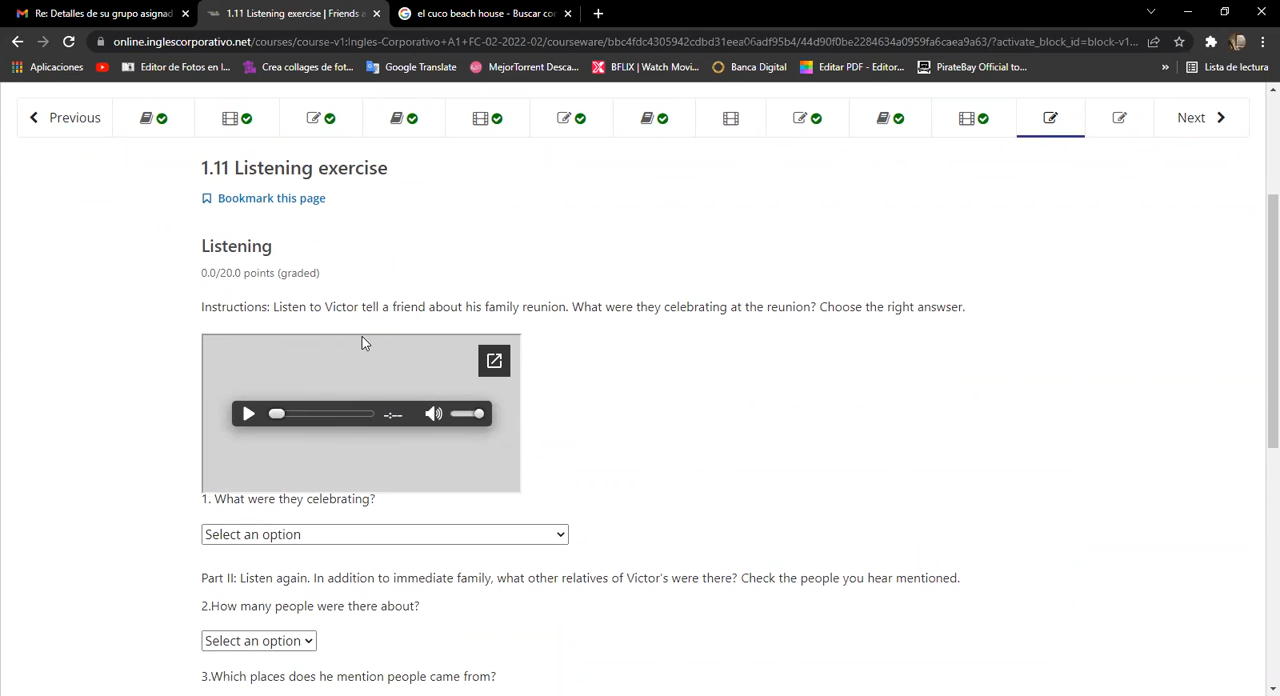 Re: Detalles de su grupo asignad
1.11 Listening exercise | Friends a
el cuco beach house - Buscar con
online.inglescorporativo.net/courses/course-v1:Ingles-Corporativo+A1+FC-02-2022-02/courseware/bbc4fdc4305942cdbd31eea06adf95b4/44d90f0be2284634a0959fa6caea9a63/?activate_block_id=block-v1...
Aplicaciones
Editor de Fotos en l...
Crea collages de fot...
Google Translate
MejorTorrent Desca...
BFLIX | Watch Movi...
Banca Digital
Editar PDF - Editor...
PirateBay Official to...
»
Lista de lectura
Previous
Next
1.11 Listening exercise
Bookmark this page
Listening
0.0/20.0 points (graded)
Instructions: Listen to Victor tell a friend about his family reunion. What were they celebrating at the reunion? Choose the right answser.
-:--
1. What were they celebrating?
Select an option
Part II: Listen again. In addition to immediate family, what other relatives of Victor's were there? Check the people you hear mentioned.
2.How many people were there about?
Select an option
3.Which places does he mention people came from?